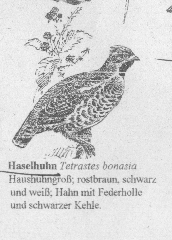 Haselhuhn Tetrastes bonasia
Haushuhngroß; rostbraun, schwarz
und weiß; Hahn mit Federholle
und schwarzer Kehle.